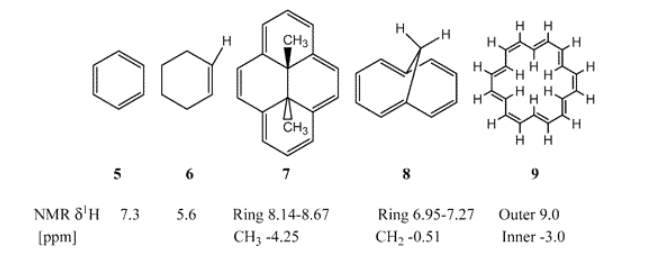 H
CH3
CH3
H H
H H H H H H H H H H H H H H H H H H
5 6 7 8 9
NMR δ¹H 7.3 5.6 Ring 8.14-8.67 Ring 6.95-7.27 Outer 9.0
[ppm] CH₃ -4.25 CH₂ -0.51 Inner -3.0